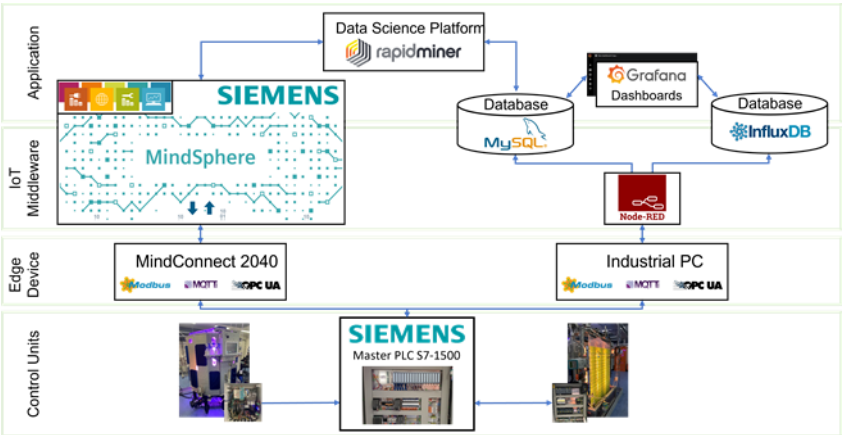 Application
Data Science Platform
rapidminer
SIEMENS
MindSphere
Grafana
Dashboards
Database
MySQL
Database
InfluxDB
IoT
Middleware
Node-RED
Edge
Device
MindConnect 2040
Modbus
MQTT
OPC UA
Industrial PC
Modbus
MQTT
OPC UA
Control Units
SIEMENS
Master PLC S7-1500